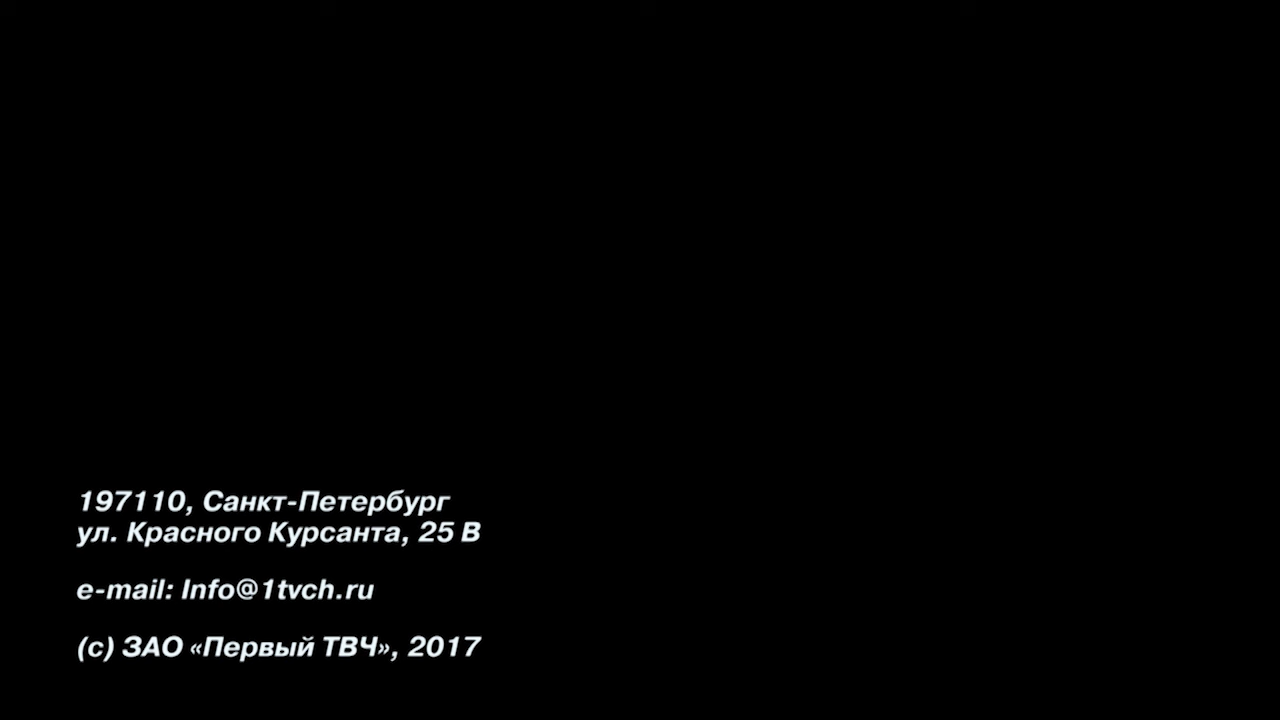 197110, Санкт-Петербург
ул. Красного Курсанта, 25 В
e-mail: Info@1tvch.ru
(c) ЗАО «Первый ТВЧ», 2017